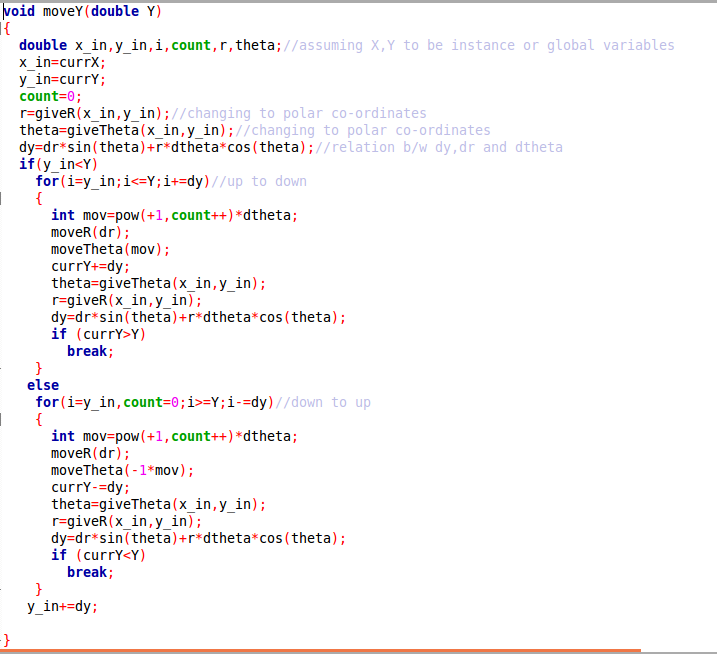 void moveY(double Y)
{
double x_in,y_in,i,count,r,theta;//assuming X,Y to be instance or global variables
x_in=currX;
y_in=currY;
count=0;
r=giveR(x_in,y_in);//changing to polar co-ordinates
theta=giveTheta(x_in,y_in);//changing to polar co-ordinates
dy=dr*sin(theta)+r*dtheta*cos(theta);//relation b/w dy,dr and dtheta
if(y_in<Y)
for(i=y_in;i<=Y;i+=dy)//up to down
{
int mov=pow(+1,count++)*dtheta;
moveR(dr);
moveTheta(mov);
currY+=dy;
theta=giveTheta(x_in,y_in);
r=giveR(x_in,y_in);
dy=dr*sin(theta)+r*dtheta*cos(theta);
if (currY>Y)
break;
}
else
for(i=y_in,count=0;i>=Y;i-=dy)//down to up
{
int mov=pow(+1,count++)*dtheta;
moveR(dr);
moveTheta(-1*mov);
currY-=dy;
theta=giveTheta(x_in,y_in);
r=giveR(x_in,y_in);
dy=dr*sin(theta)+r*dtheta*cos(theta);
if (currY<Y)
break;
}
y_in+=dy;
}